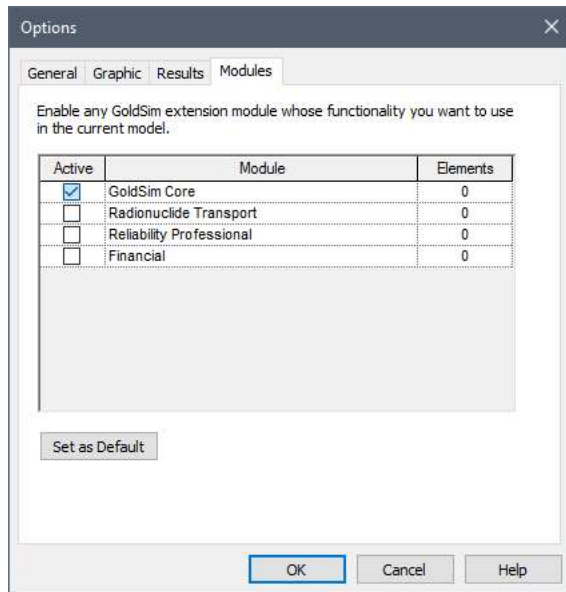 Options
General Graphic Results Modules
Enable any GoldSim extension module whose functionality you want to use
in the current model.
Active Module Elements
GoldSim Core 0
Radionuclide Transport 0
Reliability Professional 0
Financial 0
Set as Default
OK Cancel Help